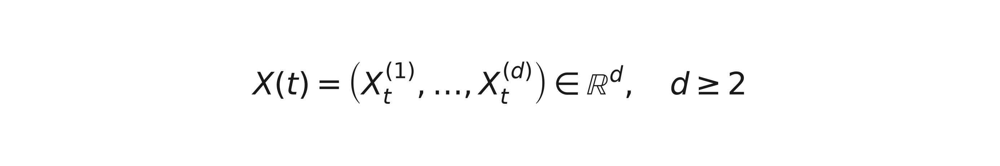 X(t) = (X_t^{(1)}, ..., X_t^{(d)}) ∈ ℝ^d, d ≥ 2